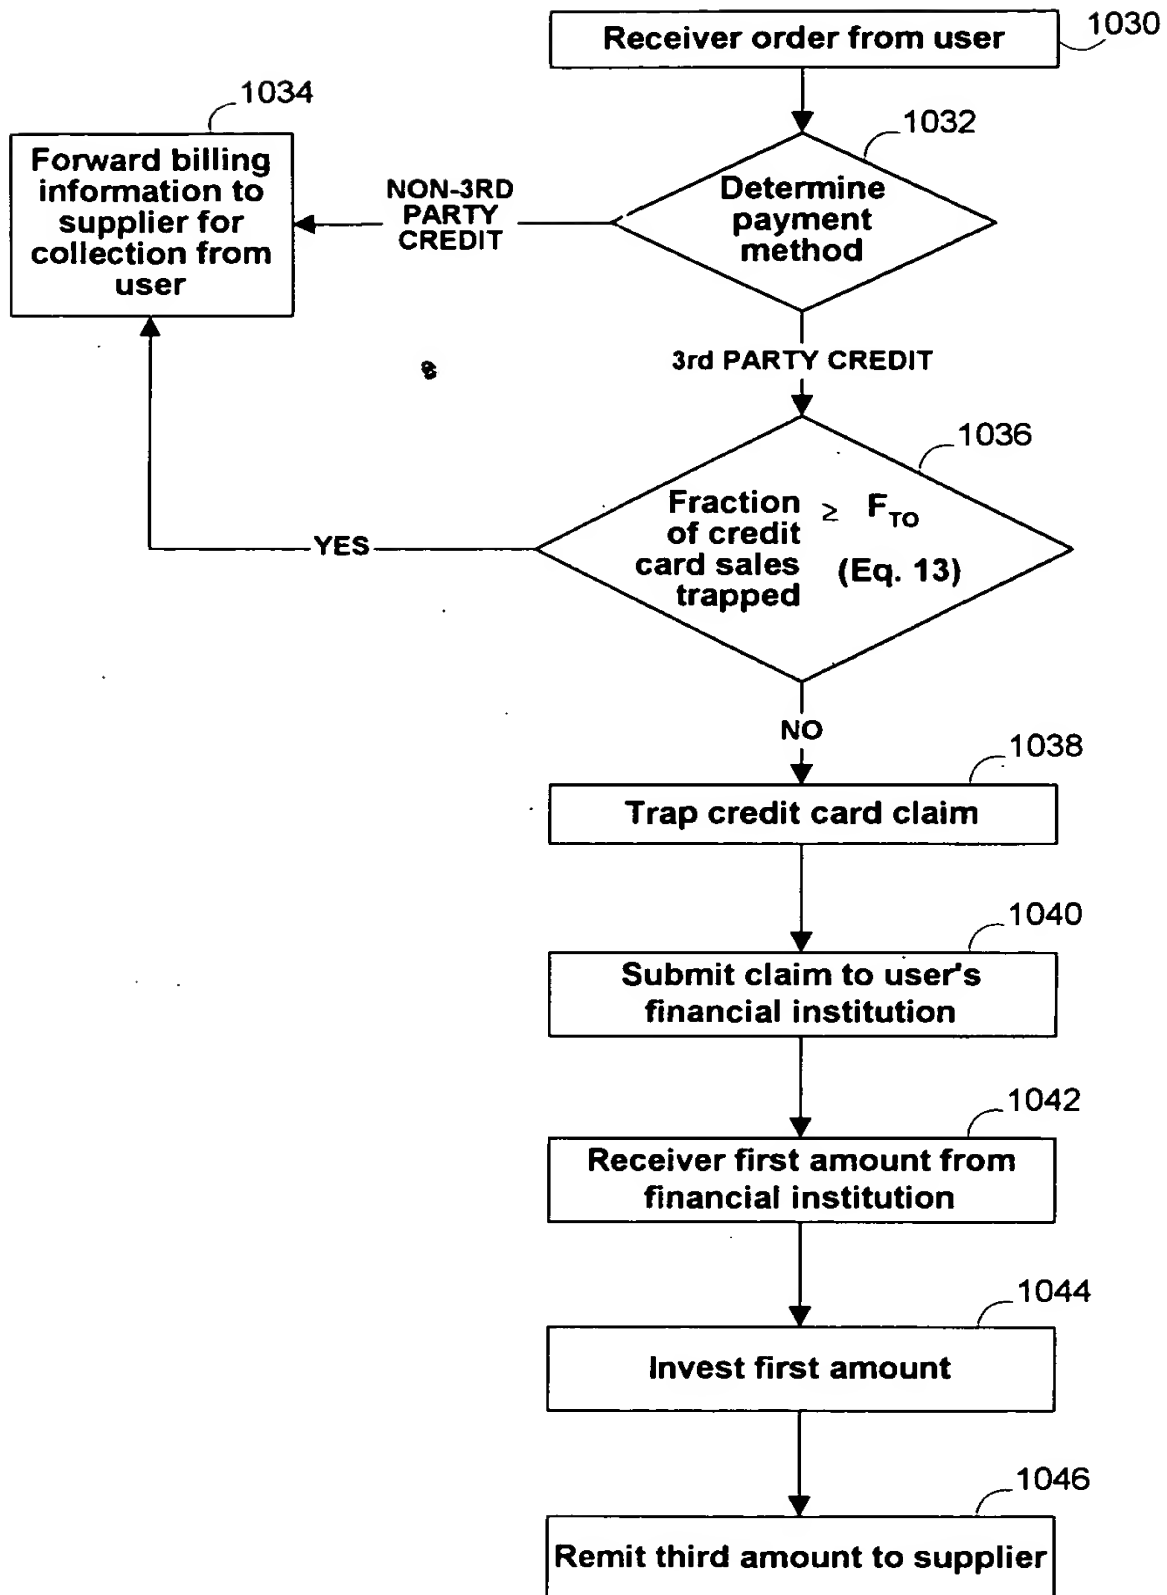 Receiver order from user
1030
1034
1032
Forward billing
information to
supplier for
collection from
user
NON-3RD
PARTY
CREDIT
Determine
payment
method
3rd PARTY CREDIT
1036
Fraction
of credit
card sales
trapped
≥ F_TO
(Eq. 13)
YES
NO
1038
Trap credit card claim
1040
Submit claim to user's
financial institution
1042
Receiver first amount from
financial institution
1044
Invest first amount
1046
Remit third amount to supplier